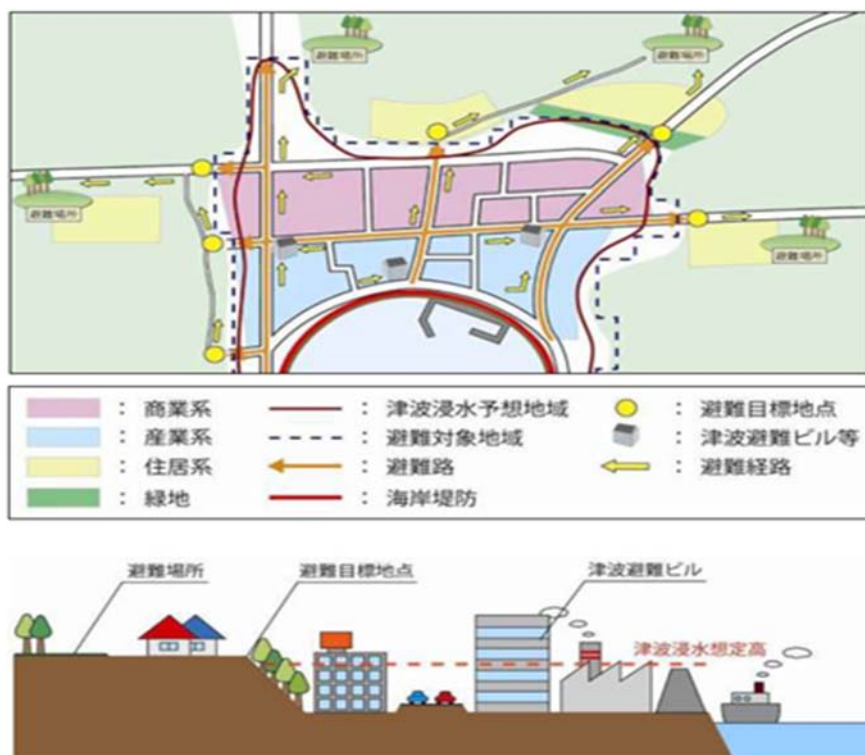 避難場所
避難場所
避難場所
避難場所
：商業系
：津波浸水予想地域
：避難目標地点
：産業系
：避難対象地域
：津波避難ビル等
：住居系
：避難路
：避難経路
：緑地
：海岸堤防
避難場所
避難目標地点
津波避難ビル
津波浸水想定高